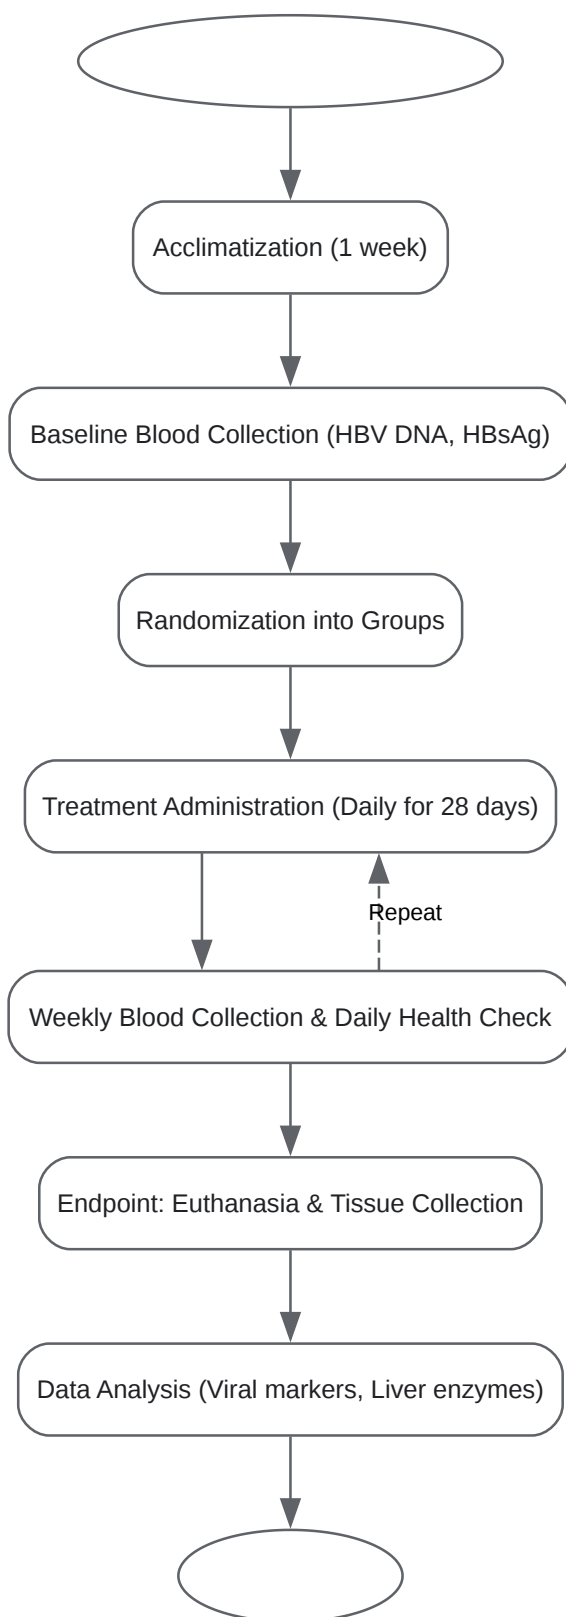 Acclimatization (1 week)
Baseline Blood Collection (HBV DNA, HBsAg)
Randomization into Groups
Treatment Administration (Daily for 28 days)
Repeat
Weekly Blood Collection & Daily Health Check
Endpoint: Euthanasia & Tissue Collection
Data Analysis (Viral markers, Liver enzymes)